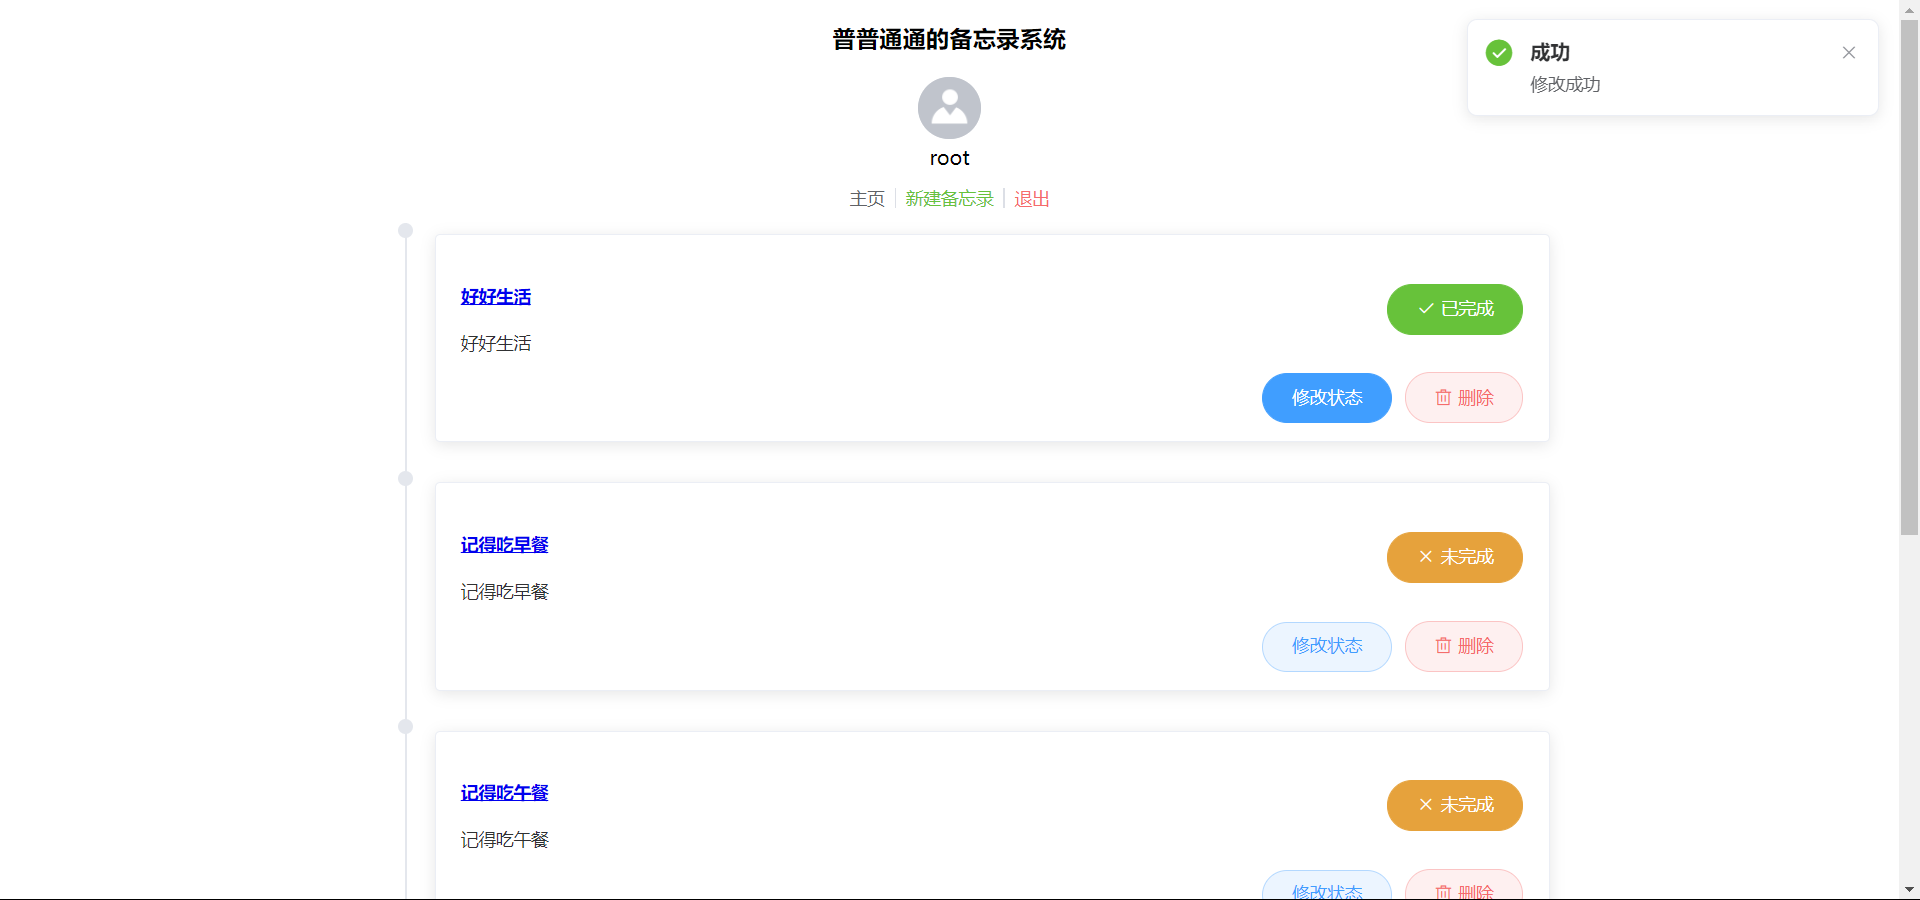 普普通通的备忘录系统
成功
修改成功
root
主页 新建备忘录 退出
好好生活
已完成
好好生活
修改状态 删除
记得吃早餐
未完成
记得吃早餐
修改状态 删除
记得吃午餐
未完成
记得吃午餐
修改状态 删除